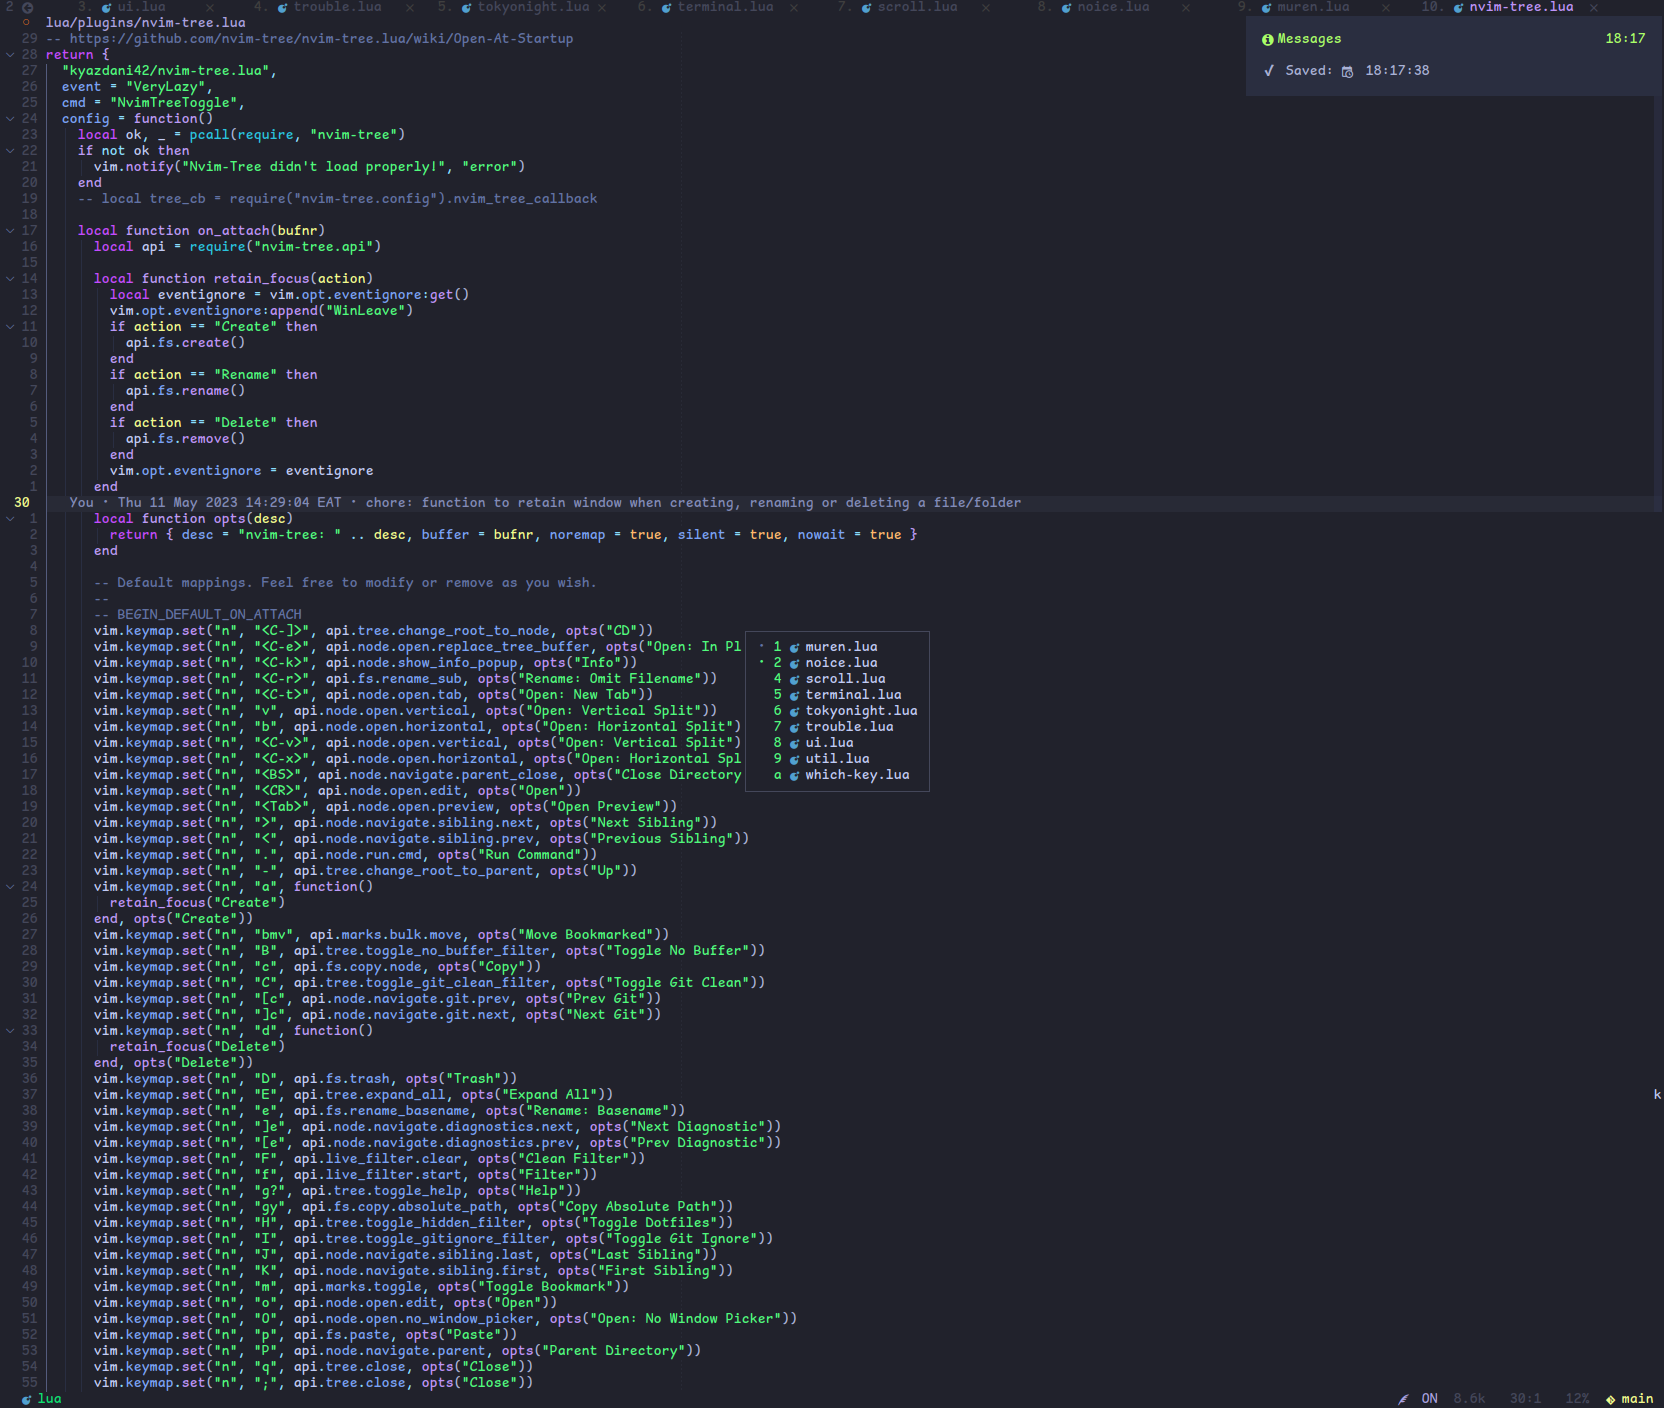 2 3. ui.lua 4. trouble.lua 5. tokyonight.lua 6. terminal.lua 7. scroll.lua 8. noice.lua 9. muren.lua 10. nvim-tree.lua
lua/plugins/nvim-tree.lua
Messages 18:17
✓ Saved: 18:17:38
29 -- https://github.com/nvim-tree/nvim-tree.lua/wiki/Open-At-Startup
28 return {
27 "kyazdani42/nvim-tree.lua",
26 event = "VeryLazy",
25 cmd = "NvimTreeToggle",
24 config = function()
23 local ok, _ = pcall(require, "nvim-tree")
22 if not ok then
21 vim.notify("Nvim-Tree didn't load properly!", "error")
20 end
19 -- local tree_cb = require("nvim-tree.config").nvim_tree_callback
18
17 local function on_attach(bufnr)
16 local api = require("nvim-tree.api")
15
14 local function retain_focus(action)
13 local eventignore = vim.opt.eventignore:get()
12 vim.opt.eventignore:append("WinLeave")
11 if action == "Create" then
10 api.fs.create()
9 end
8 if action == "Rename" then
7 api.fs.rename()
6 end
5 if action == "Delete" then
4 api.fs.remove()
3 end
2 vim.opt.eventignore = eventignore
1 end
30 You • Thu 11 May 2023 14:29:04 EAT • chore: function to retain window when creating, renaming or deleting a file/folder
1 local function opts(desc)
2 return { desc = "nvim-tree: " .. desc, buffer = bufnr, noremap = true, silent = true, nowait = true }
3 end
4
5 -- Default mappings. Feel free to modify or remove as you wish.
6 --
7 -- BEGIN_DEFAULT_ON_ATTACH
8 vim.keymap.set("n", "<C-]>", api.tree.change_root_to_node, opts("CD"))
9 vim.keymap.set("n", "<C-e>", api.node.open.replace_tree_buffer, opts("Open: In Pl
10 vim.keymap.set("n", "<C-k>", api.node.show_info_popup, opts("Info"))
11 vim.keymap.set("n", "<C-r>", api.fs.rename_sub, opts("Rename: Omit Filename"))
12 vim.keymap.set("n", "<C-t>", api.node.open.tab, opts("Open: New Tab"))
13 vim.keymap.set("n", "v", api.node.open.vertical, opts("Open: Vertical Split"))
14 vim.keymap.set("n", "b", api.node.open.horizontal, opts("Open: Horizontal Split")
15 vim.keymap.set("n", "<C-v>", api.node.open.vertical, opts("Open: Vertical Split")
16 vim.keymap.set("n", "<C-x>", api.node.open.horizontal, opts("Open: Horizontal Spl
17 vim.keymap.set("n", "<BS>", api.node.navigate.parent_close, opts("Close Directory
1 muren.lua
2 noice.lua
4 scroll.lua
5 terminal.lua
6 tokyonight.lua
7 trouble.lua
8 ui.lua
9 util.lua
a which-key.lua
18 vim.keymap.set("n", "<CR>", api.node.open.edit, opts("Open"))
19 vim.keymap.set("n", "<Tab>", api.node.open.preview, opts("Open Preview"))
20 vim.keymap.set("n", ">", api.node.navigate.sibling.next, opts("Next Sibling"))
21 vim.keymap.set("n", "<", api.node.navigate.sibling.prev, opts("Previous Sibling"))
22 vim.keymap.set("n", ".", api.node.run.cmd, opts("Run Command"))
23 vim.keymap.set("n", "-", api.tree.change_root_to_parent, opts("Up"))
24 vim.keymap.set("n", "a", function()
25 retain_focus("Create")
26 end, opts("Create"))
27 vim.keymap.set("n", "bmv", api.marks.bulk.move, opts("Move Bookmarked"))
28 vim.keymap.set("n", "B", api.tree.toggle_no_buffer_filter, opts("Toggle No Buffer"))
29 vim.keymap.set("n", "c", api.fs.copy.node, opts("Copy"))
30 vim.keymap.set("n", "C", api.tree.toggle_git_clean_filter, opts("Toggle Git Clean"))
31 vim.keymap.set("n", "[c", api.node.navigate.git.prev, opts("Prev Git"))
32 vim.keymap.set("n", "]c", api.node.navigate.git.next, opts("Next Git"))
33 vim.keymap.set("n", "d", function()
34 retain_focus("Delete")
35 end, opts("Delete"))
36 vim.keymap.set("n", "D", api.fs.trash, opts("Trash"))
37 vim.keymap.set("n", "E", api.tree.expand_all, opts("Expand All")) k
38 vim.keymap.set("n", "e", api.fs.rename_basename, opts("Rename: Basename"))
39 vim.keymap.set("n", "]e", api.node.navigate.diagnostics.next, opts("Next Diagnostic"))
40 vim.keymap.set("n", "[e", api.node.navigate.diagnostics.prev, opts("Prev Diagnostic"))
41 vim.keymap.set("n", "F", api.live_filter.clear, opts("Clean Filter"))
42 vim.keymap.set("n", "f", api.live_filter.start, opts("Filter"))
43 vim.keymap.set("n", "g?", api.tree.toggle_help, opts("Help"))
44 vim.keymap.set("n", "gy", api.fs.copy.absolute_path, opts("Copy Absolute Path"))
45 vim.keymap.set("n", "H", api.tree.toggle_hidden_filter, opts("Toggle Dotfiles"))
46 vim.keymap.set("n", "I", api.tree.toggle_gitignore_filter, opts("Toggle Git Ignore"))
47 vim.keymap.set("n", "J", api.node.navigate.sibling.last, opts("Last Sibling"))
48 vim.keymap.set("n", "K", api.node.navigate.sibling.first, opts("First Sibling"))
49 vim.keymap.set("n", "m", api.marks.toggle, opts("Toggle Bookmark"))
50 vim.keymap.set("n", "o", api.node.open.edit, opts("Open"))
51 vim.keymap.set("n", "O", api.node.open.no_window_picker, opts("Open: No Window Picker"))
52 vim.keymap.set("n", "p", api.fs.paste, opts("Paste"))
53 vim.keymap.set("n", "P", api.node.navigate.parent, opts("Parent Directory"))
54 vim.keymap.set("n", "q", api.tree.close, opts("Close"))
55 vim.keymap.set("n", ";", api.tree.close, opts("Close"))
lua ON 8.6k 30:1 12% main